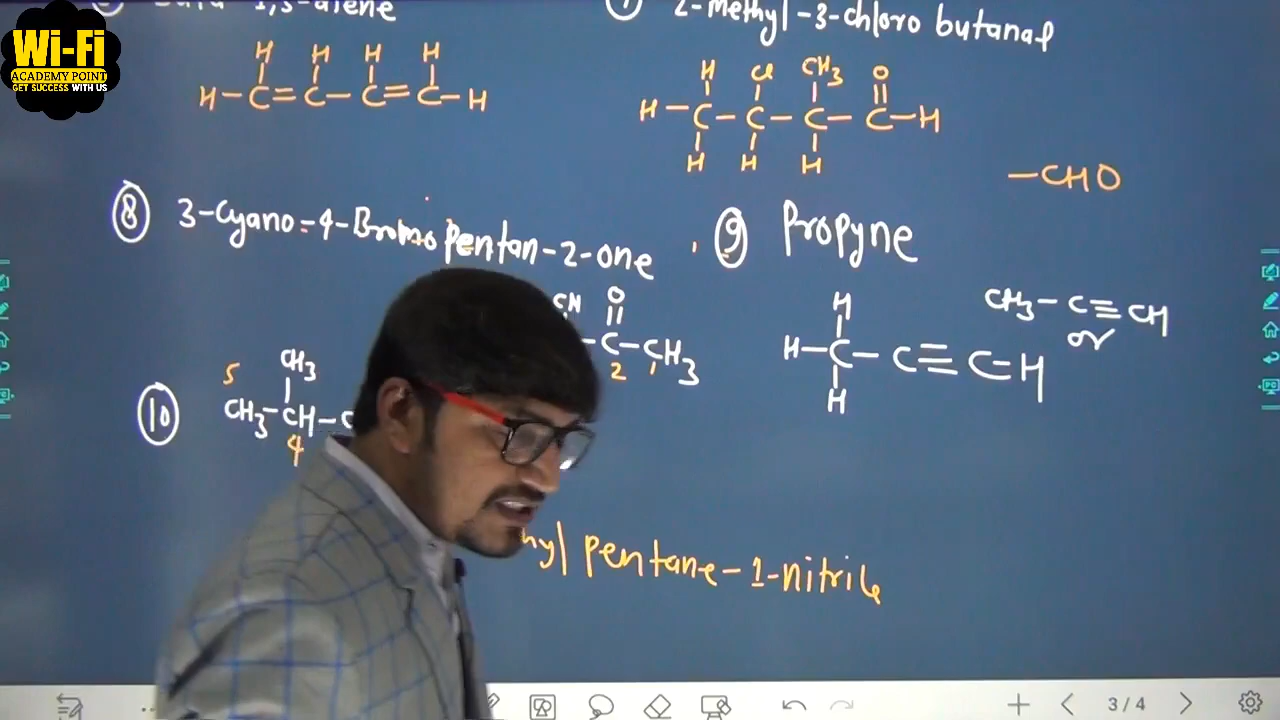 Wi-Fi
ACADEMY POINT
GET SUCCESS WITH US
1,3-diene
2-Methyl-3-chloro butanal
H H H H
H-C=C-C=C-H
H Cl CH3 O
H-C-C-C-C-H
H H H
-CHO
8 3-Cyano-4-Bromo Pentan-2-one
CN O
C-CH3
2 1
9 Propyne
H
H-C-C≡C-H
H
CH3-C≡CH
or
10
5 CH3
CH3-CH-C
4
hyl pentane-1-nitrile
3/4